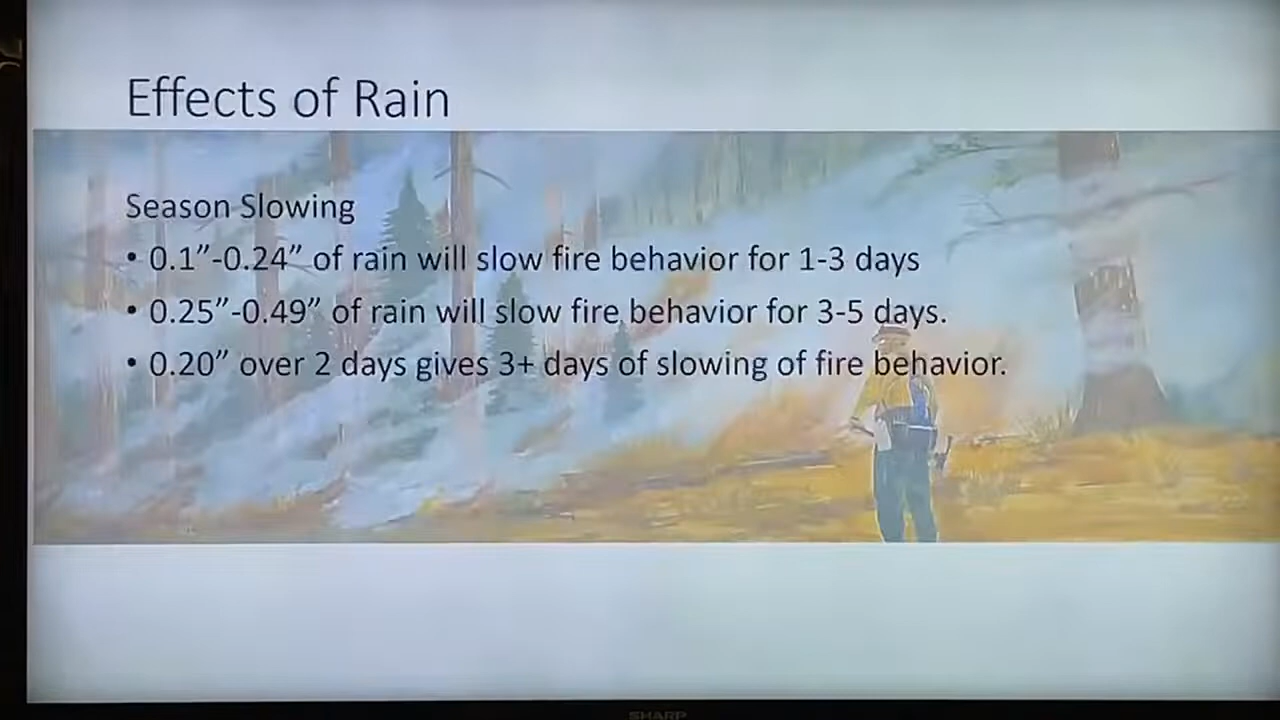 Effects of Rain
Season Slowing
• 0.1”-0.24” of rain will slow fire behavior for 1-3 days
• 0.25”-0.49” of rain will slow fire behavior for 3-5 days.
• 0.20” over 2 days gives 3+ days of slowing of fire behavior.
SHARP